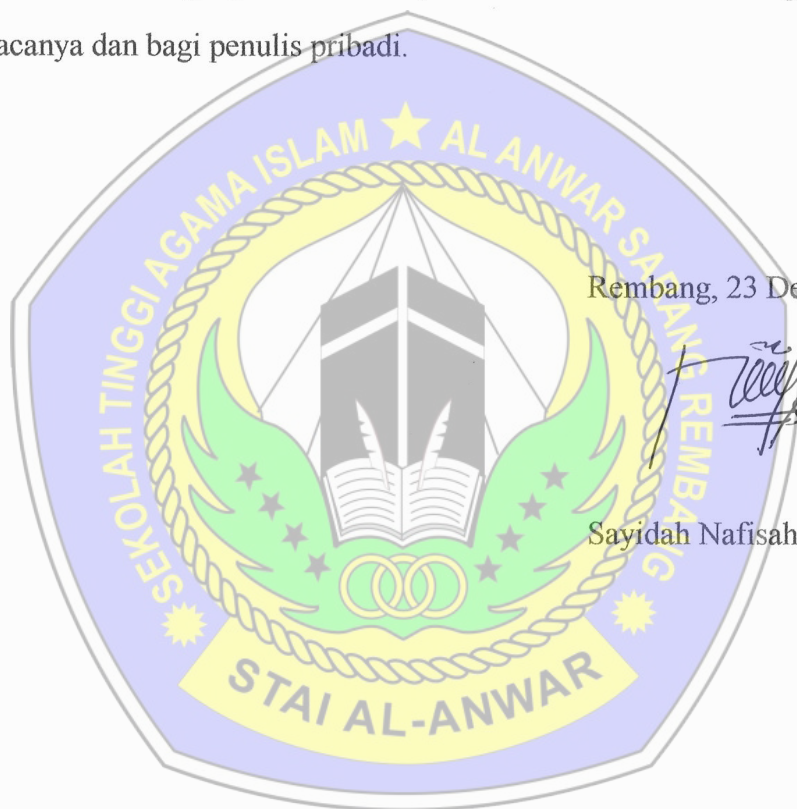 acanya dan bagi penulis pribadi.
SEKOLAH TINGGI AGAMA ISLAM ★ AL ANWAR SARANG REMBANG
Rembang, 23 De
Sayidah Nafisah
STAI AL-ANWAR